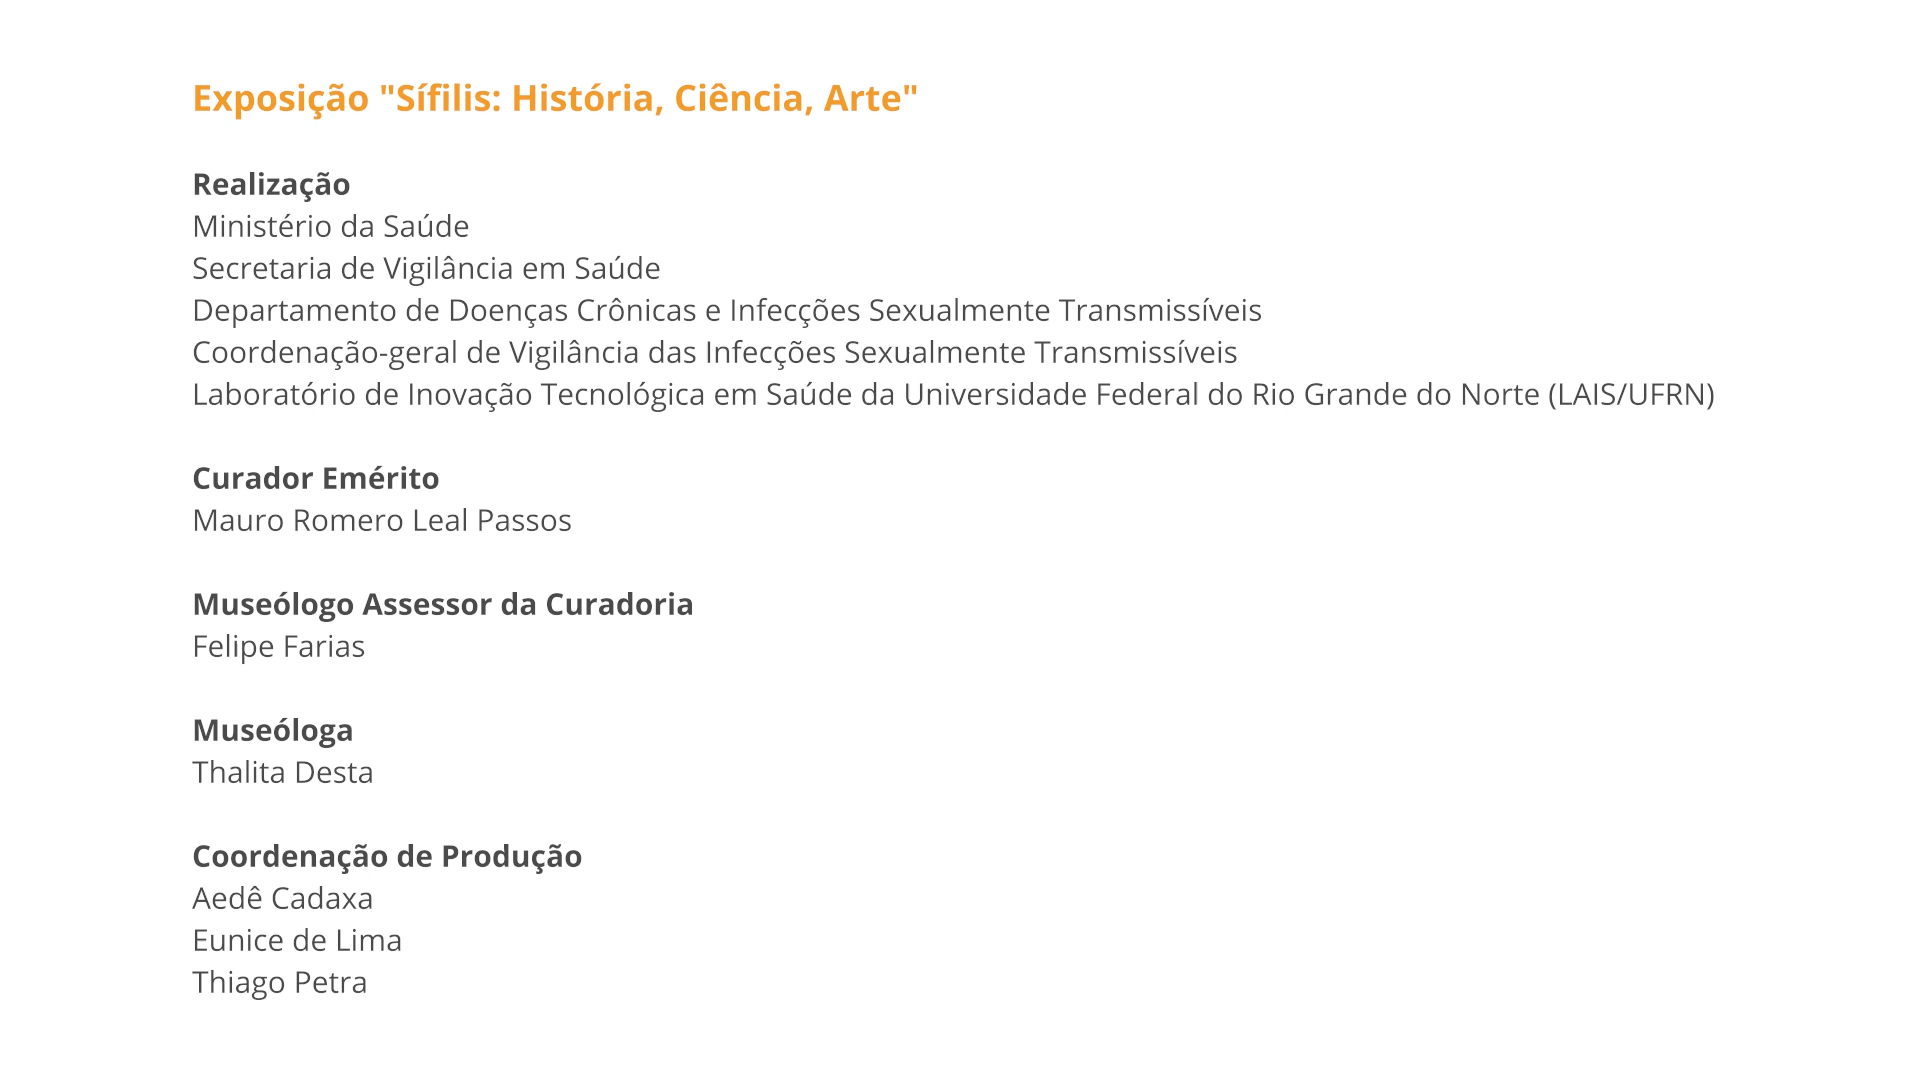 Exposição "Sífilis: História, Ciência, Arte"
Realização
Ministério da Saúde
Secretaria de Vigilância em Saúde
Departamento de Doenças Crônicas e Infecções Sexualmente Transmissíveis
Coordenação-geral de Vigilância das Infecções Sexualmente Transmissíveis
Laboratório de Inovação Tecnológica em Saúde da Universidade Federal do Rio Grande do Norte (LAIS/UFRN)
Curador Emérito
Mauro Romero Leal Passos
Museólogo Assessor da Curadoria
Felipe Farias
Museóloga
Thalita Desta
Coordenação de Produção
Aedê Cadaxa
Eunice de Lima
Thiago Petra